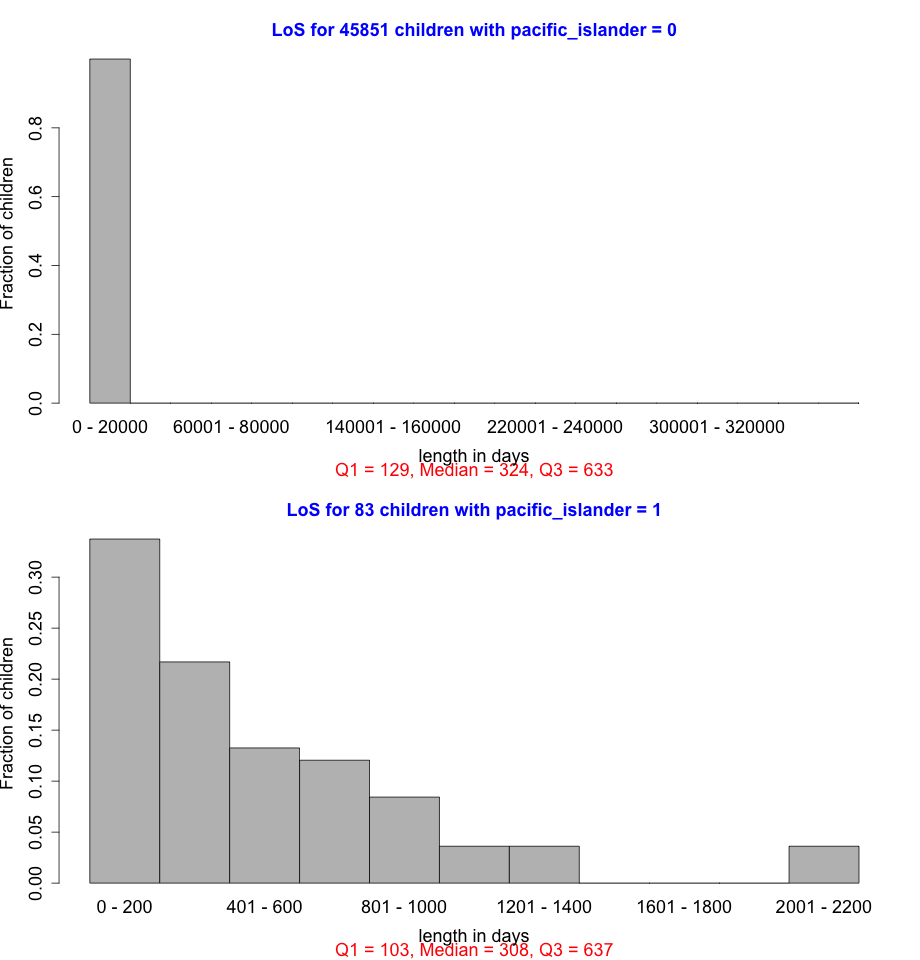 LoS for 45851 children with pacific_islander = 0
Fraction of children
0.0 0.2 0.4 0.6 0.8
0 - 20000 60001 - 80000 140001 - 160000 220001 - 240000 300001 - 320000
length in days
Q1 = 129, Median = 324, Q3 = 633
LoS for 83 children with pacific_islander = 1
Fraction of children
0.00 0.05 0.10 0.15 0.20 0.25 0.30
0 - 200 401 - 600 801 - 1000 1201 - 1400 1601 - 1800 2001 - 2200
length in days
Q1 = 103, Median = 308, Q3 = 637